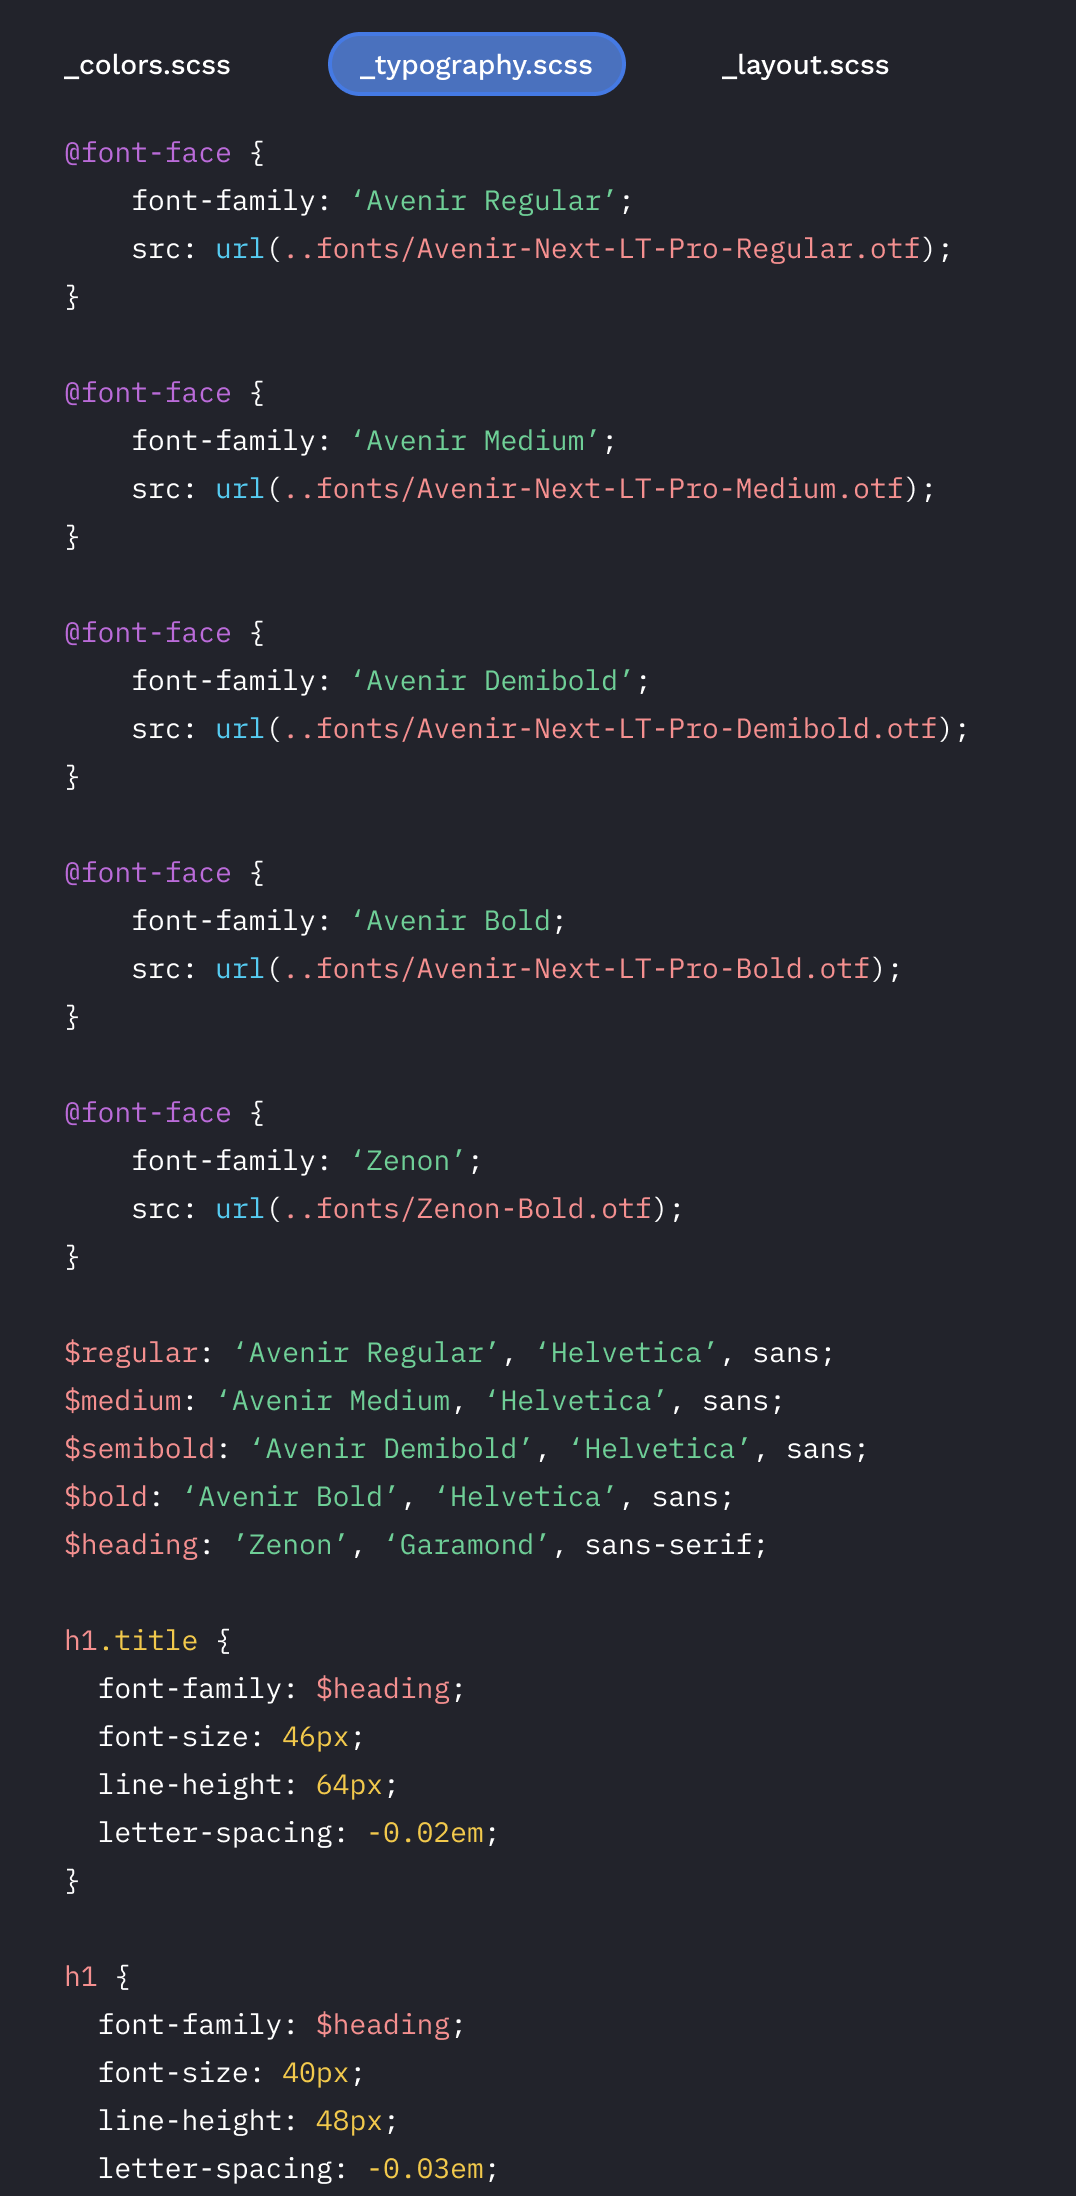 _colors.scss _typography.scss _layout.scss
@font-face {
font-family: ‘Avenir Regular’;
src: url(..fonts/Avenir-Next-LT-Pro-Regular.otf);
}
@font-face {
font-family: ‘Avenir Medium’;
src: url(..fonts/Avenir-Next-LT-Pro-Medium.otf);
}
@font-face {
font-family: ‘Avenir Demibold’;
src: url(..fonts/Avenir-Next-LT-Pro-Demibold.otf);
}
@font-face {
font-family: ‘Avenir Bold;
src: url(..fonts/Avenir-Next-LT-Pro-Bold.otf);
}
@font-face {
font-family: ‘Zenon’;
src: url(..fonts/Zenon-Bold.otf);
}
$regular: ‘Avenir Regular’, ‘Helvetica’, sans;
$medium: ‘Avenir Medium, ‘Helvetica’, sans;
$semibold: ‘Avenir Demibold’, ‘Helvetica’, sans;
$bold: ‘Avenir Bold’, ‘Helvetica’, sans;
$heading: ’Zenon’, ‘Garamond’, sans-serif;
h1.title {
font-family: $heading;
font-size: 46px;
line-height: 64px;
letter-spacing: -0.02em;
}
h1 {
font-family: $heading;
font-size: 40px;
line-height: 48px;
letter-spacing: -0.03em;